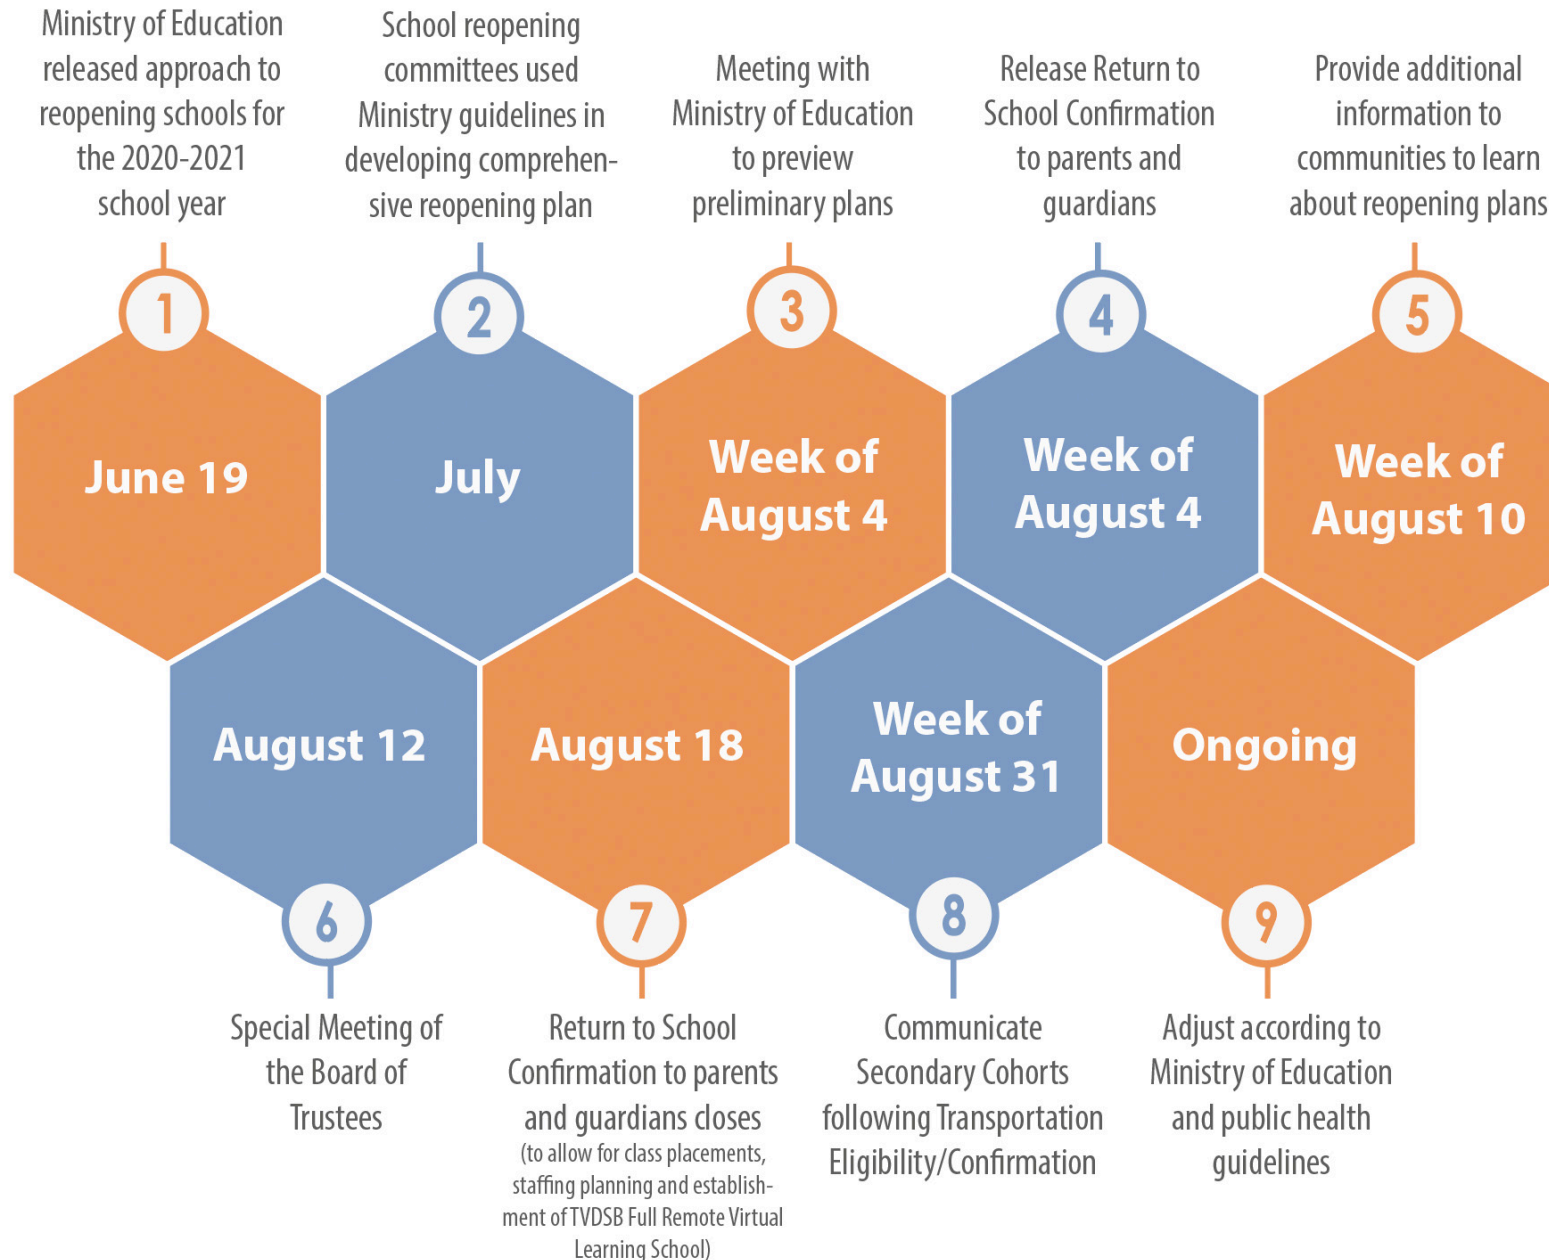 Ministry of Education
released approach to
reopening schools for
the 2020-2021
school year
School reopening
committees used
Ministry guidelines in
developing comprehen-
sive reopening plan
Meeting with
Ministry of Education
to preview
preliminary plans
Release Return to
School Confirmation
to parents and
guardians
Provide additional
information to
communities to learn
about reopening plans
1
2
3
4
5
June 19
July
Week of
August 4
Week of
August 4
Week of
August 10
August 12
August 18
Week of
August 31
Ongoing
6
7
8
9
Special Meeting of
the Board of
Trustees
Return to School
Confirmation to parents
and guardians closes
(to allow for class placements,
staffing planning and establish-
ment of TVDSB Full Remote Virtual
Learning School)
Communicate
Secondary Cohorts
following Transportation
Eligibility/Confirmation
Adjust according to
Ministry of Education
and public health
guidelines